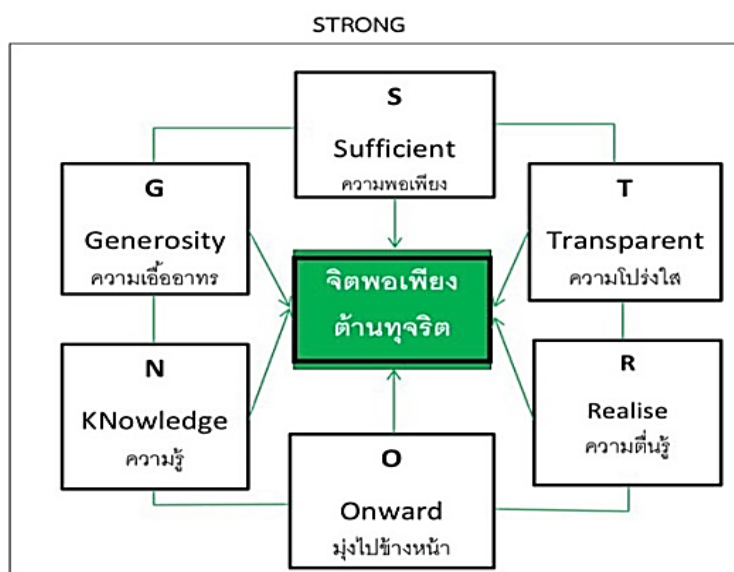 STRONG
S
Sufficient
ความพอเพียง
T
Transparent
ความโปร่งใส
R
Realise
ความตื่นรู้
O
Onward
มุ่งไปข้างหน้า
N
KNowledge
ความรู้
G
Generosity
ความเอื้ออาทร
จิตพอเพียง
ต้านทุจริต